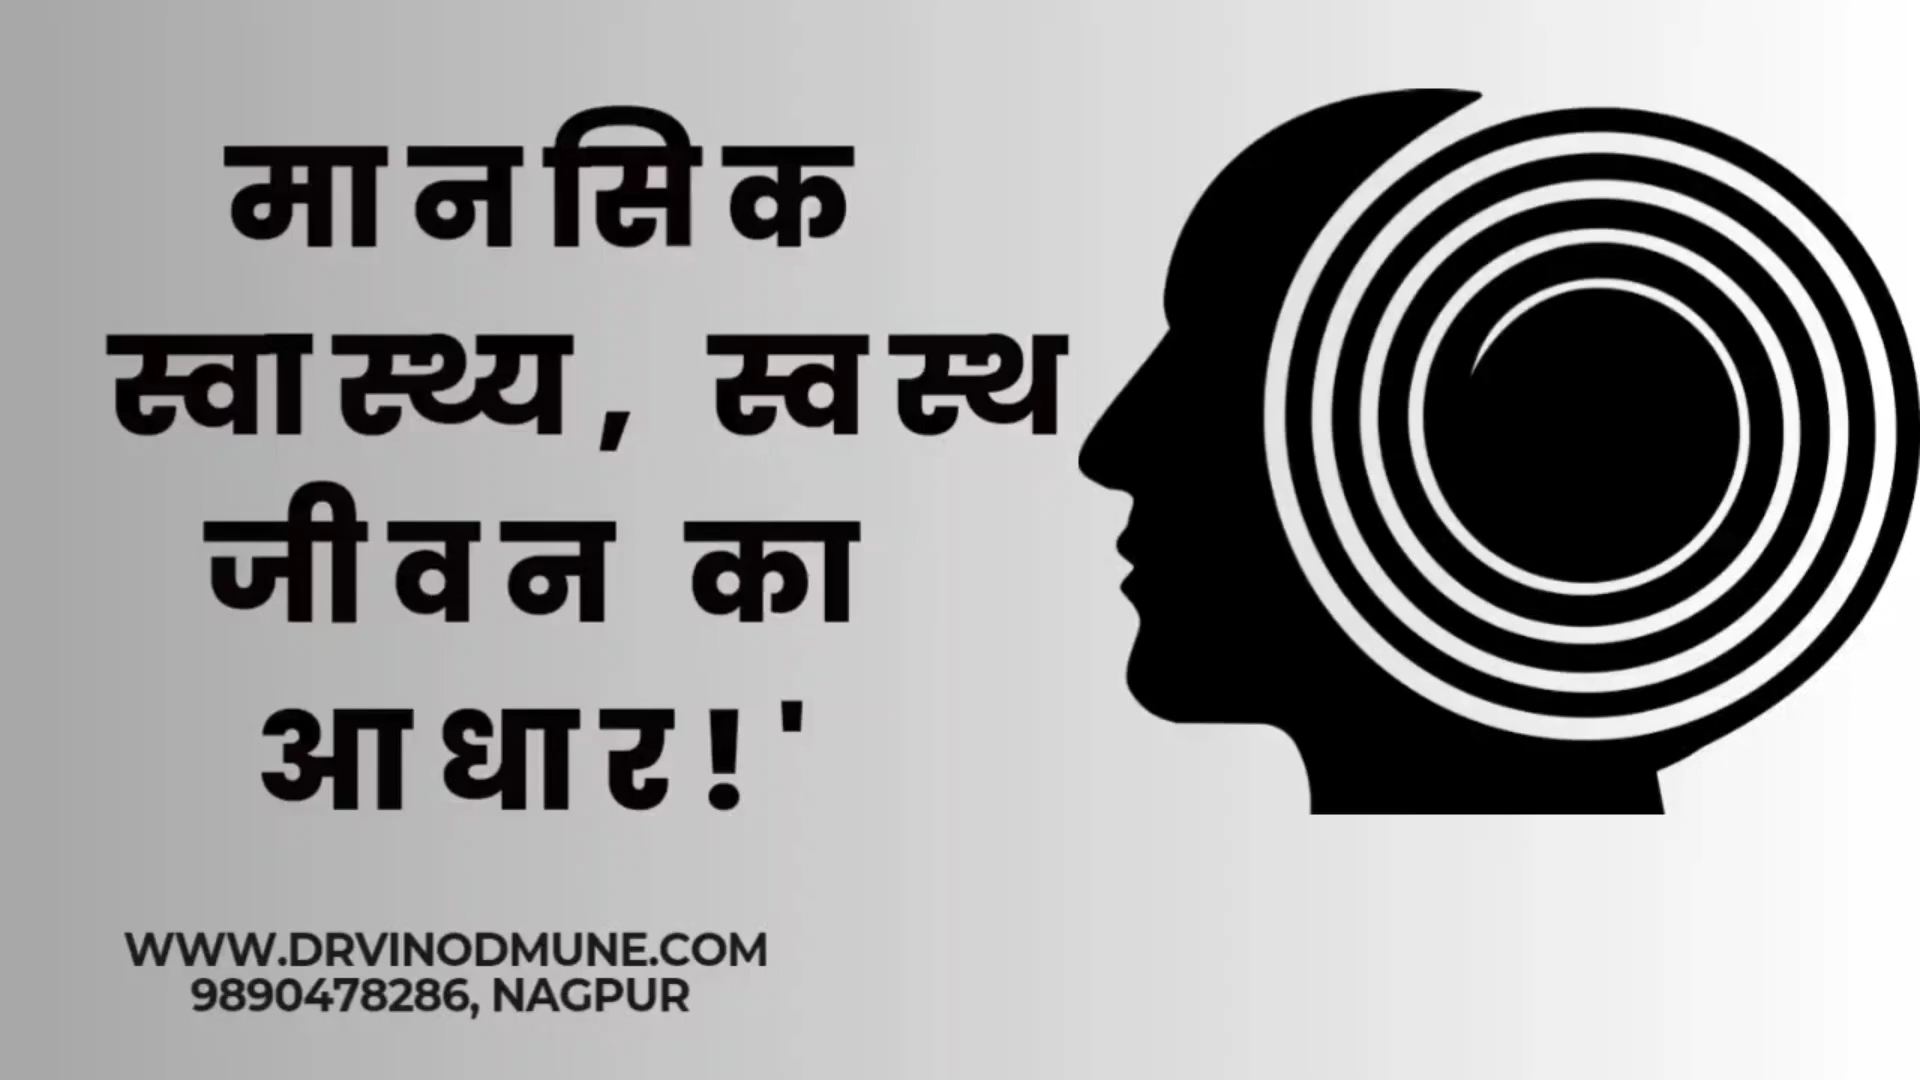 मानसिक
स्वास्थ्य, स्वस्थ
जीवन का
आधार!'
WWW.DRVINODMUNE.COM
9890478286, NAGPUR